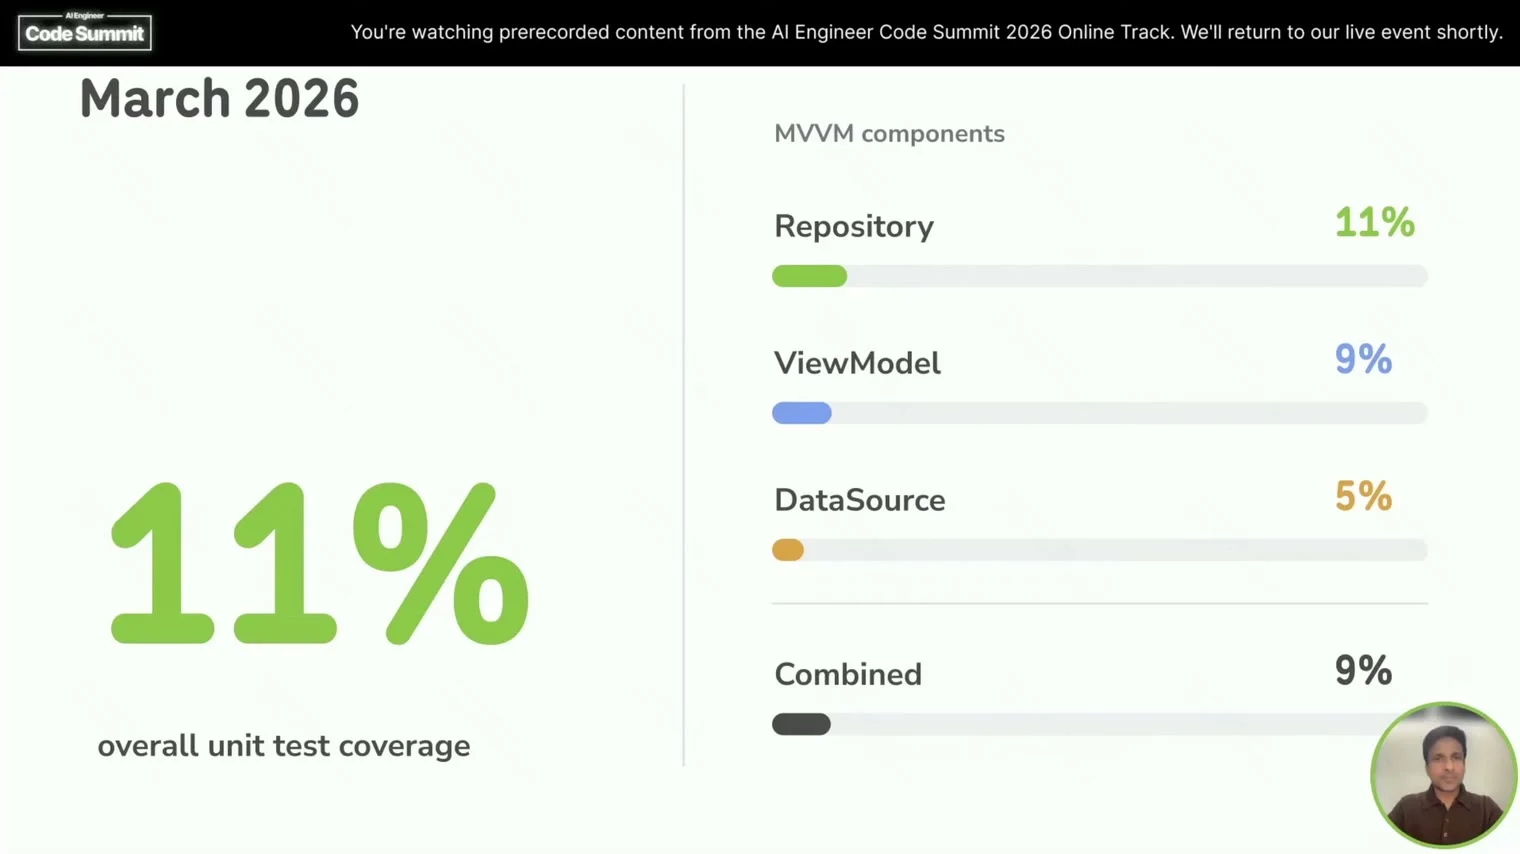 AI Engineer
Code Summit
You're watching prerecorded content from the AI Engineer Code Summit 2026 Online Track. We'll return to our live event shortly.
March 2026
11%
overall unit test coverage
MVVM components
Repository 11%
ViewModel 9%
DataSource 5%
Combined 9%